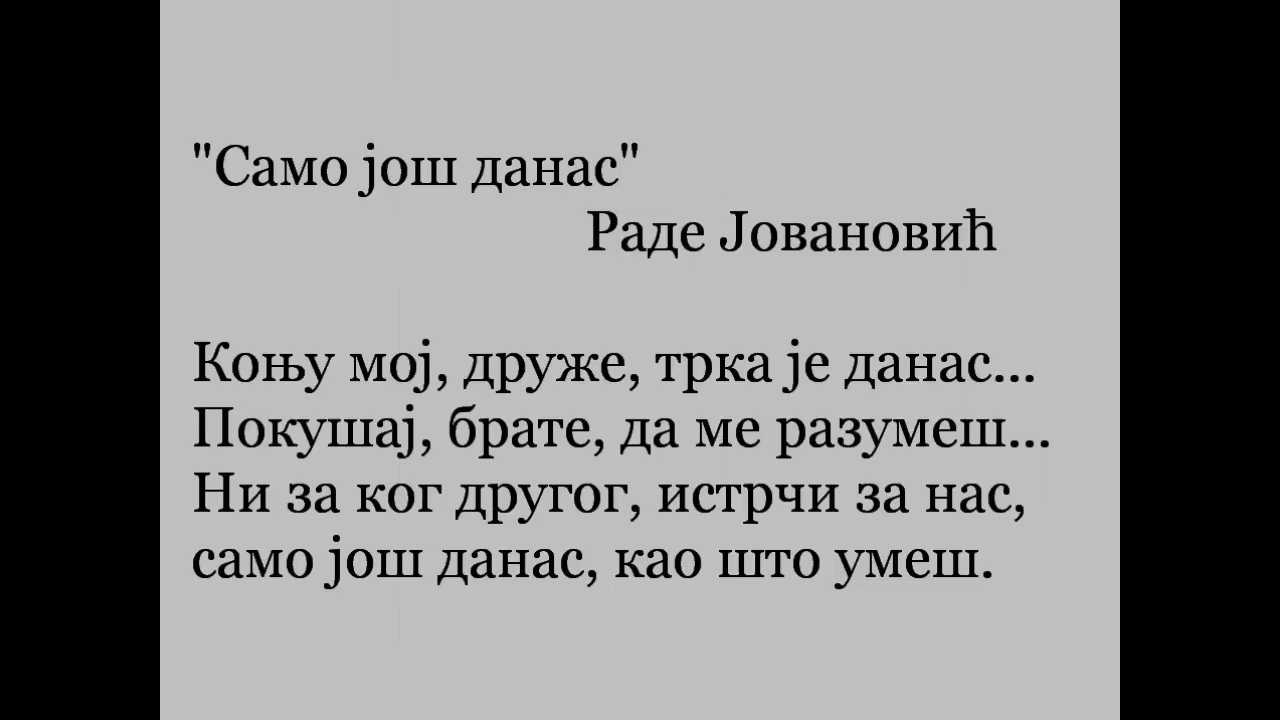 "Само још данас"
Раде Јовановић
Коњу мој, друже, трка је данас...
Покушај, брате, да ме разумеш...
Ни за ког другог, истрчи за нас,
само још данас, као што умеш.